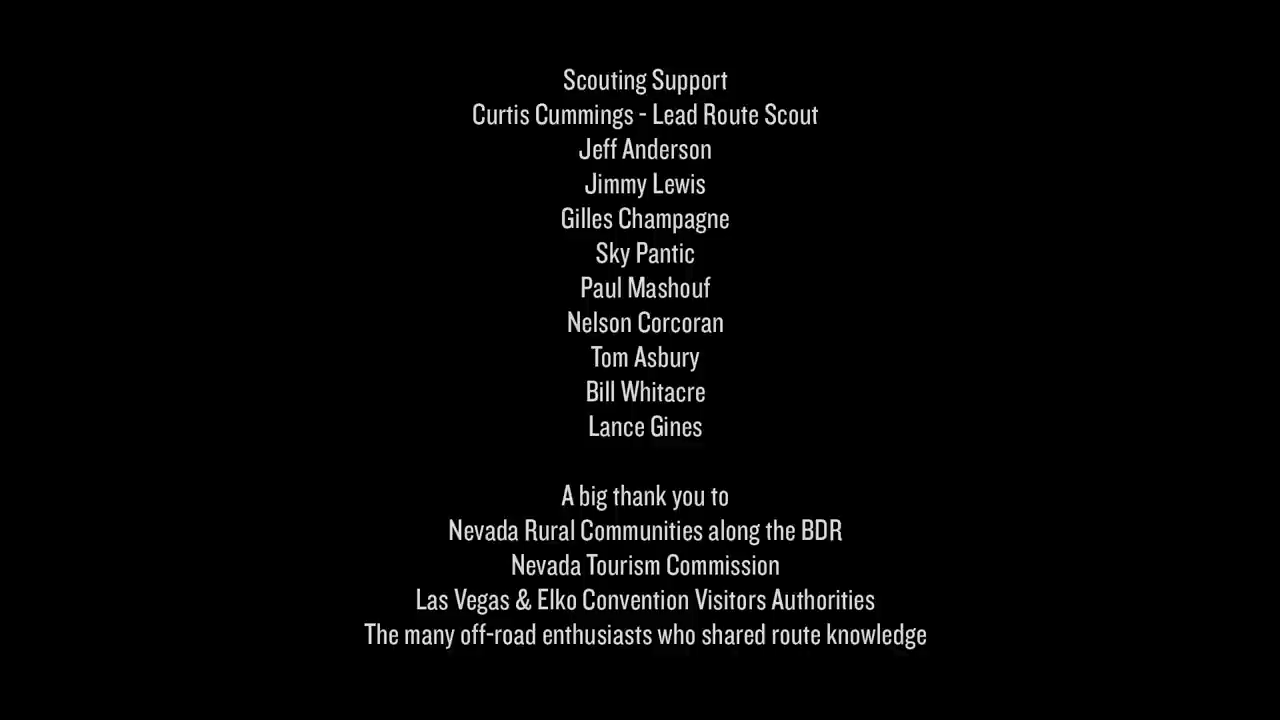 Scouting Support
Curtis Cummings - Lead Route Scout
Jeff Anderson
Jimmy Lewis
Gilles Champagne
Sky Pantic
Paul Mashouf
Nelson Corcoran
Tom Asbury
Bill Whitacre
Lance Gines
A big thank you to
Nevada Rural Communities along the BDR
Nevada Tourism Commission
Las Vegas & Elko Convention Visitors Authorities
The many off-road enthusiasts who shared route knowledge